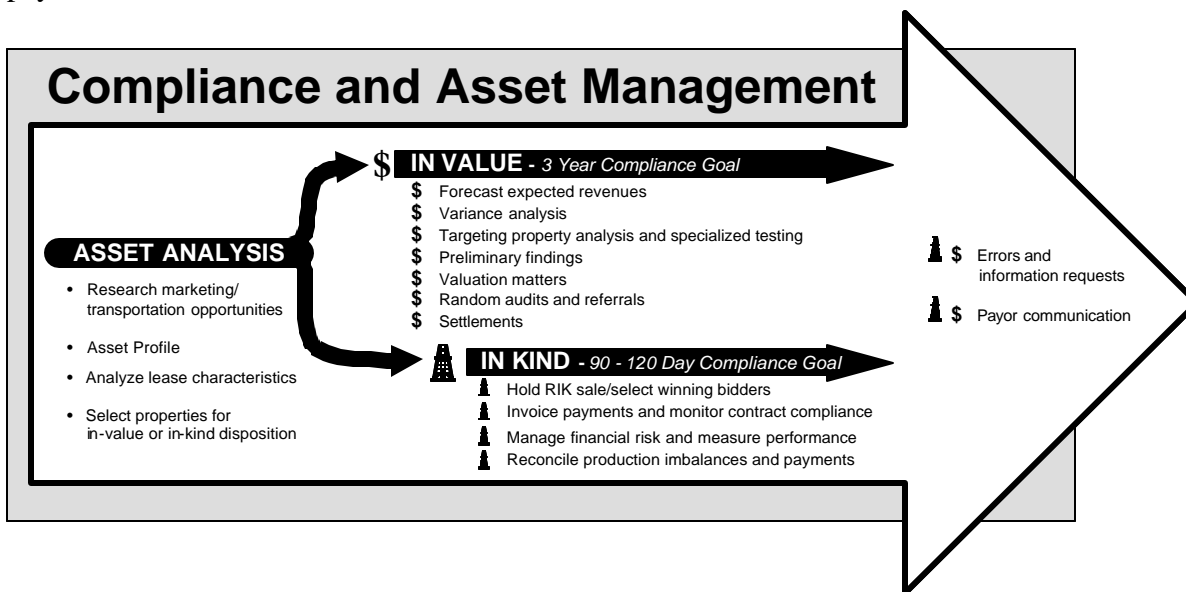 Compliance and Asset Management
$ IN VALUE - 3 Year Compliance Goal
$ Forecast expected revenues
$ Variance analysis
$ Targeting property analysis and specialized testing
$ Preliminary findings
$ Valuation matters
$ Random audits and referrals
$ Settlements
ASSET ANALYSIS
• Research marketing/
transportation opportunities
• Asset Profile
• Analyze lease characteristics
• Select properties for
in-value or in-kind disposition
IN KIND - 90 - 120 Day Compliance Goal
Hold RIK sale/select winning bidders
Invoice payments and monitor contract compliance
Manage financial risk and measure performance
Reconcile production imbalances and payments
$ Errors and
information requests
$ Payor communication